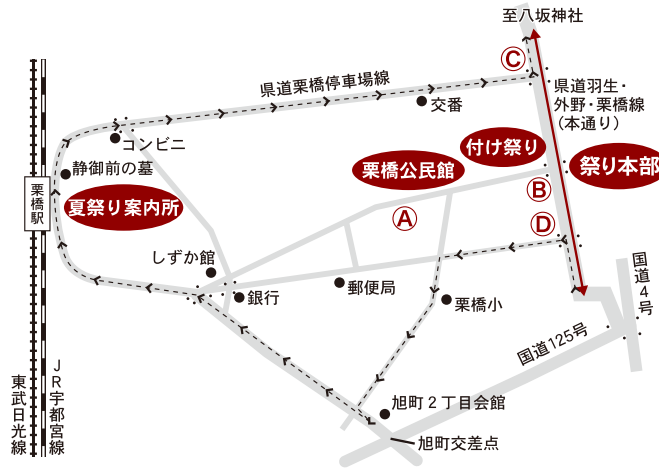 至八坂神社
C
県道栗橋停車場線
県道羽生・
外野・栗橋線
(本通り)
交番
コンビニ
付け祭り
祭り本部
静御前の墓
栗橋公民館
栗橋駅
夏祭り案内所
B
A
D
しずか館
銀行
郵便局
栗橋小
国道4号
国道125号
旭町2丁目会館
旭町交差点
JR宇都宮線
東武日光線